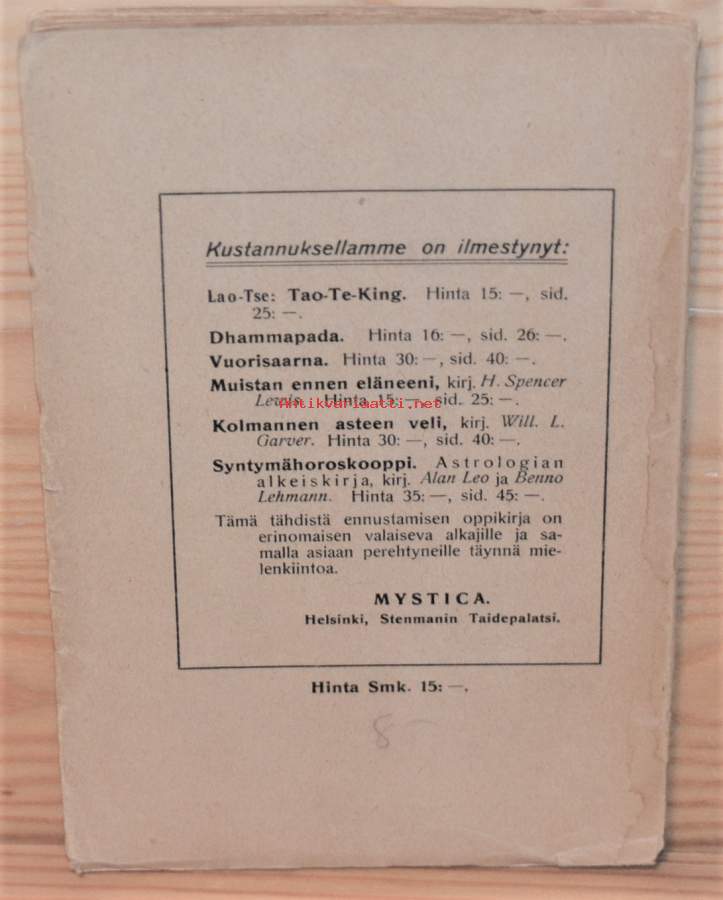 Kustannuksellamme on ilmestynyt:
Lao-Tse: Tao-Te-King. Hinta 15: —, sid.
25: —.
Dhammapada. Hinta 16: —, sid. 26: —.
Vuorisaarna. Hinta 30: —, sid. 40: —.
Muistan ennen eläneeni, kirj. H. Spencer
Lewis. Hinta 15: —, sid. 25: —.
Antikvariaatti.net
Kolmannen asteen veli, kirj. Will. L.
Garver. Hinta 30: —, sid. 40: —.
Syntymähoroskooppi. Astrologian
alkeiskirja, kirj. Alan Leo ja Benno
Lehmann. Hinta 35: —, sid. 45: —.
Tämä tähdistä ennustamisen oppikirja on
erinomaisen valaiseva alkajille ja sa-
malla asiaan perehtyneille täynnä mie-
lenkiintoa.
MYSTICA.
Helsinki, Stenmanin Taidepalatsi.
Hinta Smk. 15: —.
8 —